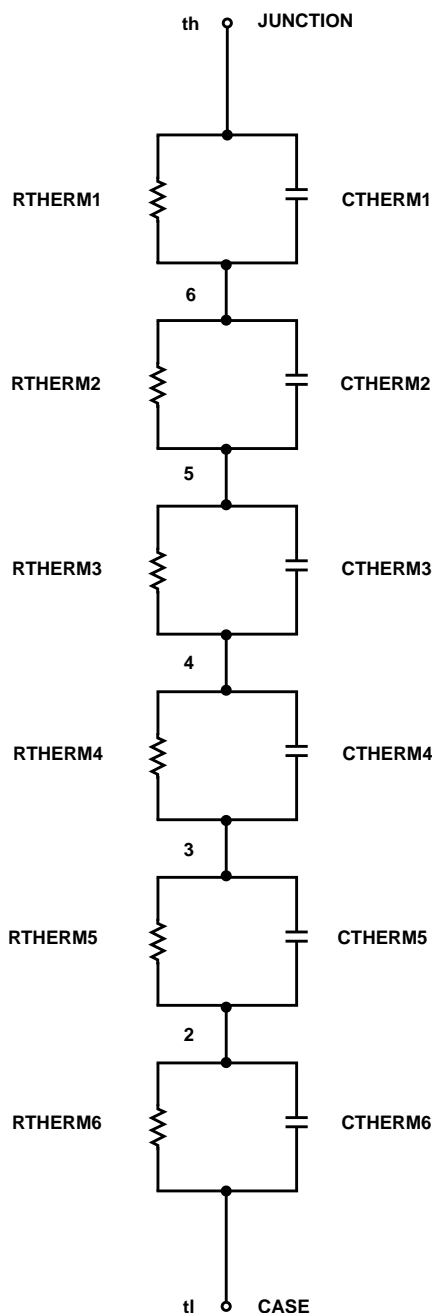 th JUNCTION
RTHERM1 CTHERM1
6
RTHERM2 CTHERM2
5
RTHERM3 CTHERM3
4
RTHERM4 CTHERM4
3
RTHERM5 CTHERM5
2
RTHERM6 CTHERM6
tl CASE